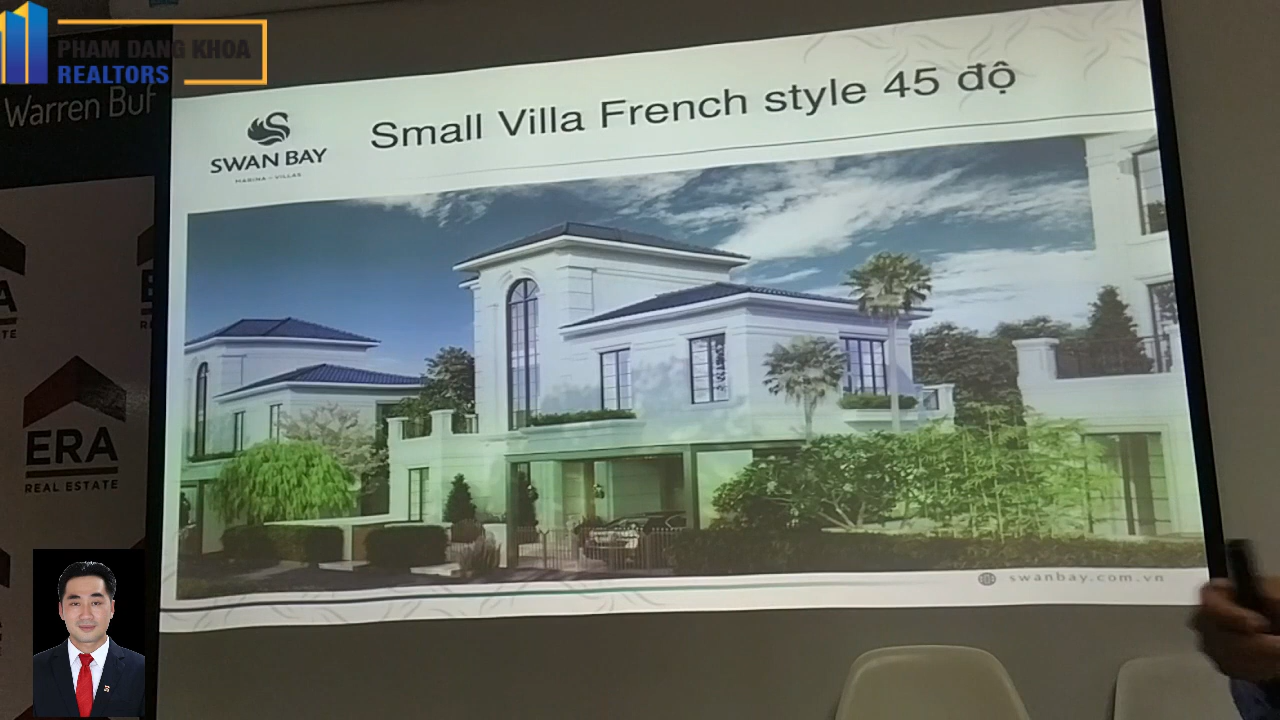 PHAM DANG KHOA
REALTORS
Warren Buf
SWAN BAY
MARINA - VILLAS
Small Villa French style 45 độ
ERA
REAL ESTATE
swanbay.com.vn